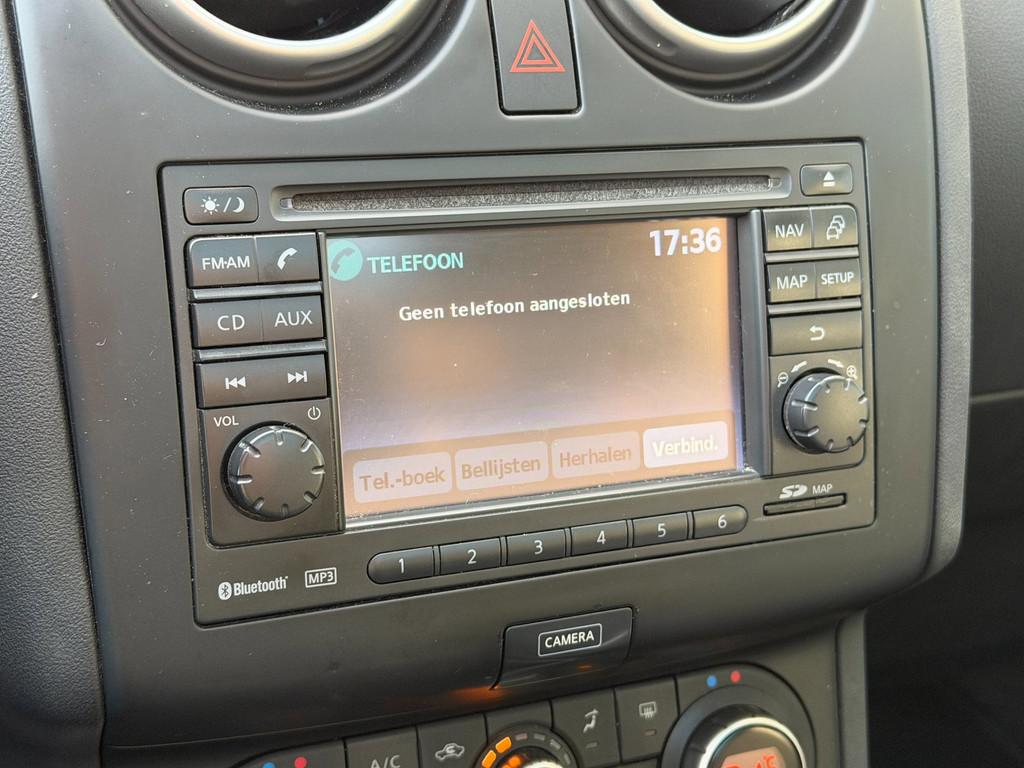 FM·AM
CD AUX
VOL
TELEFOON 17:36
Geen telefoon aangesloten
Tel.-boek Bellijsten Herhalen Verbind.
NAV
MAP SETUP
SD MAP
1 2 3 4 5 6
Bluetooth MP3
CAMERA
A/C